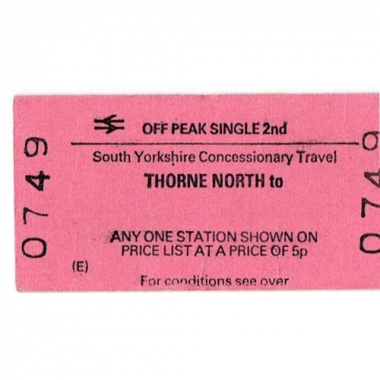 0749
OFF PEAK SINGLE 2nd
South Yorkshire Concessionary Travel
THORNE NORTH to
ANY ONE STATION SHOWN ON
PRICE LIST AT A PRICE OF 5p
(E)
For conditions see over
0749